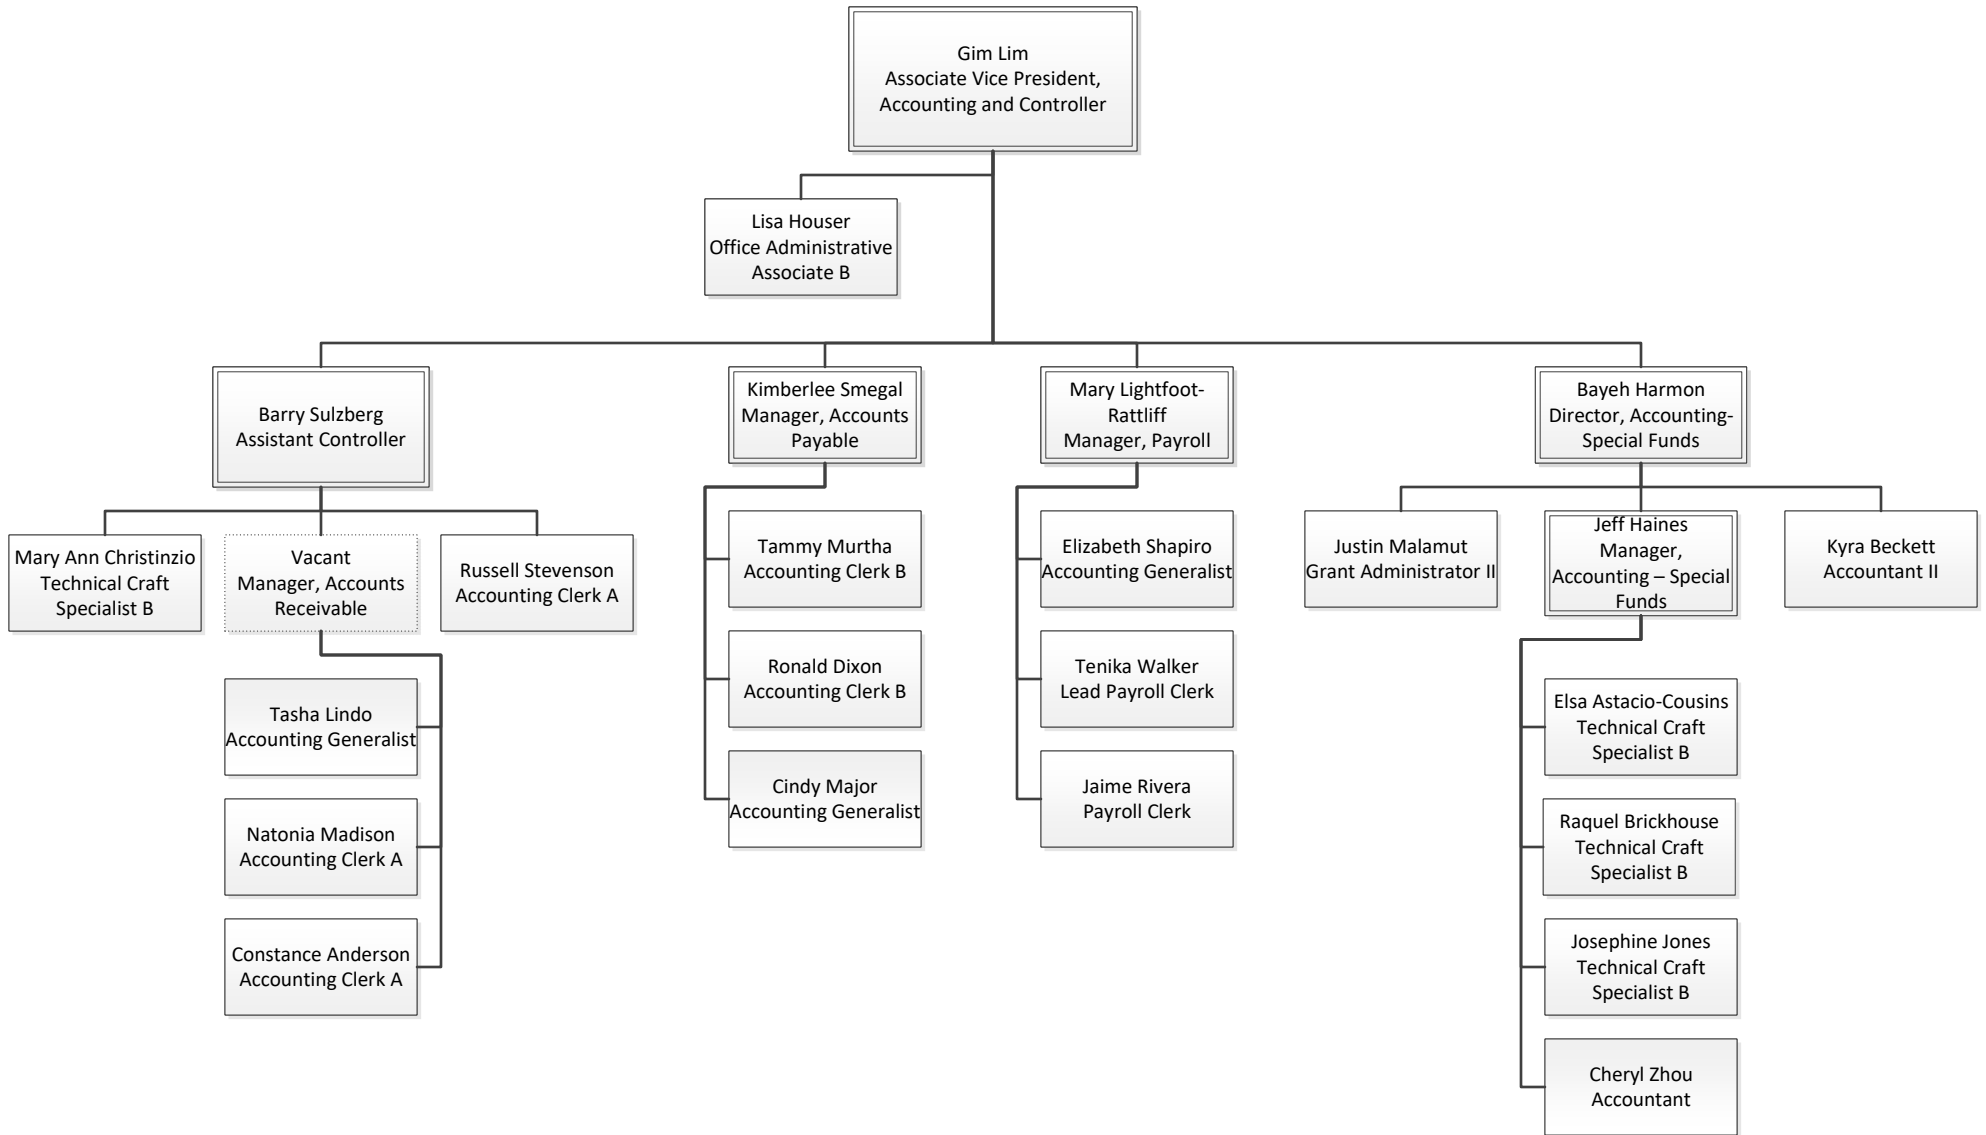 Gim Lim
Associate Vice President,
Accounting and Controller
Lisa Houser
Office Administrative
Associate B
Barry Sulzberg
Assistant Controller
Kimberlee Smegal
Manager, Accounts
Payable
Mary Lightfoot-
Rattliff
Manager, Payroll
Bayeh Harmon
Director, Accounting-
Special Funds
Mary Ann Christinzio
Technical Craft
Specialist B
Vacant
Manager, Accounts
Receivable
Russell Stevenson
Accounting Clerk A
Tasha Lindo
Accounting Generalist
Natonia Madison
Accounting Clerk A
Constance Anderson
Accounting Clerk A
Tammy Murtha
Accounting Clerk B
Ronald Dixon
Accounting Clerk B
Cindy Major
Accounting Generalist
Elizabeth Shapiro
Accounting Generalist
Tenika Walker
Lead Payroll Clerk
Jaime Rivera
Payroll Clerk
Justin Malamut
Grant Administrator II
Jeff Haines
Manager,
Accounting – Special
Funds
Kyra Beckett
Accountant II
Elsa Astacio-Cousins
Technical Craft
Specialist B
Raquel Brickhouse
Technical Craft
Specialist B
Josephine Jones
Technical Craft
Specialist B
Cheryl Zhou
Accountant